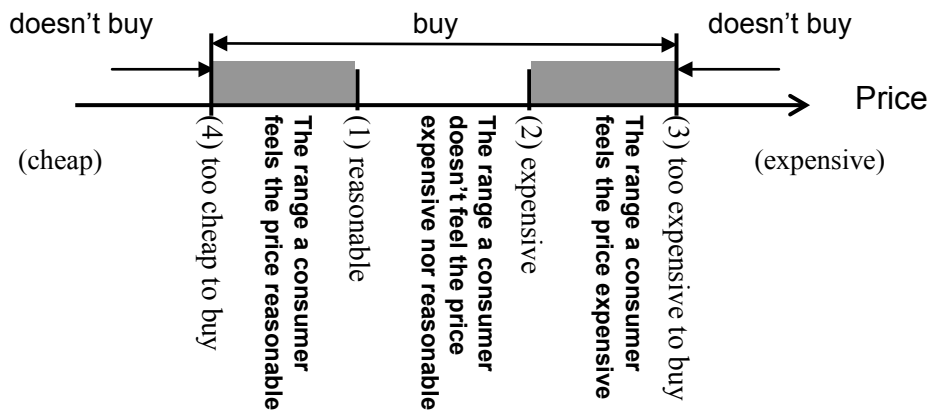 doesn't buy
buy
doesn't buy
Price
(cheap)
(expensive)
(4) too cheap to buy
The range a consumer
feels the price reasonable
(1) reasonable
The range a consumer
doesn't feel the price
expensive nor reasonable
(2) expensive
The range a consumer
feels the price expensive
(3) too expensive to buy